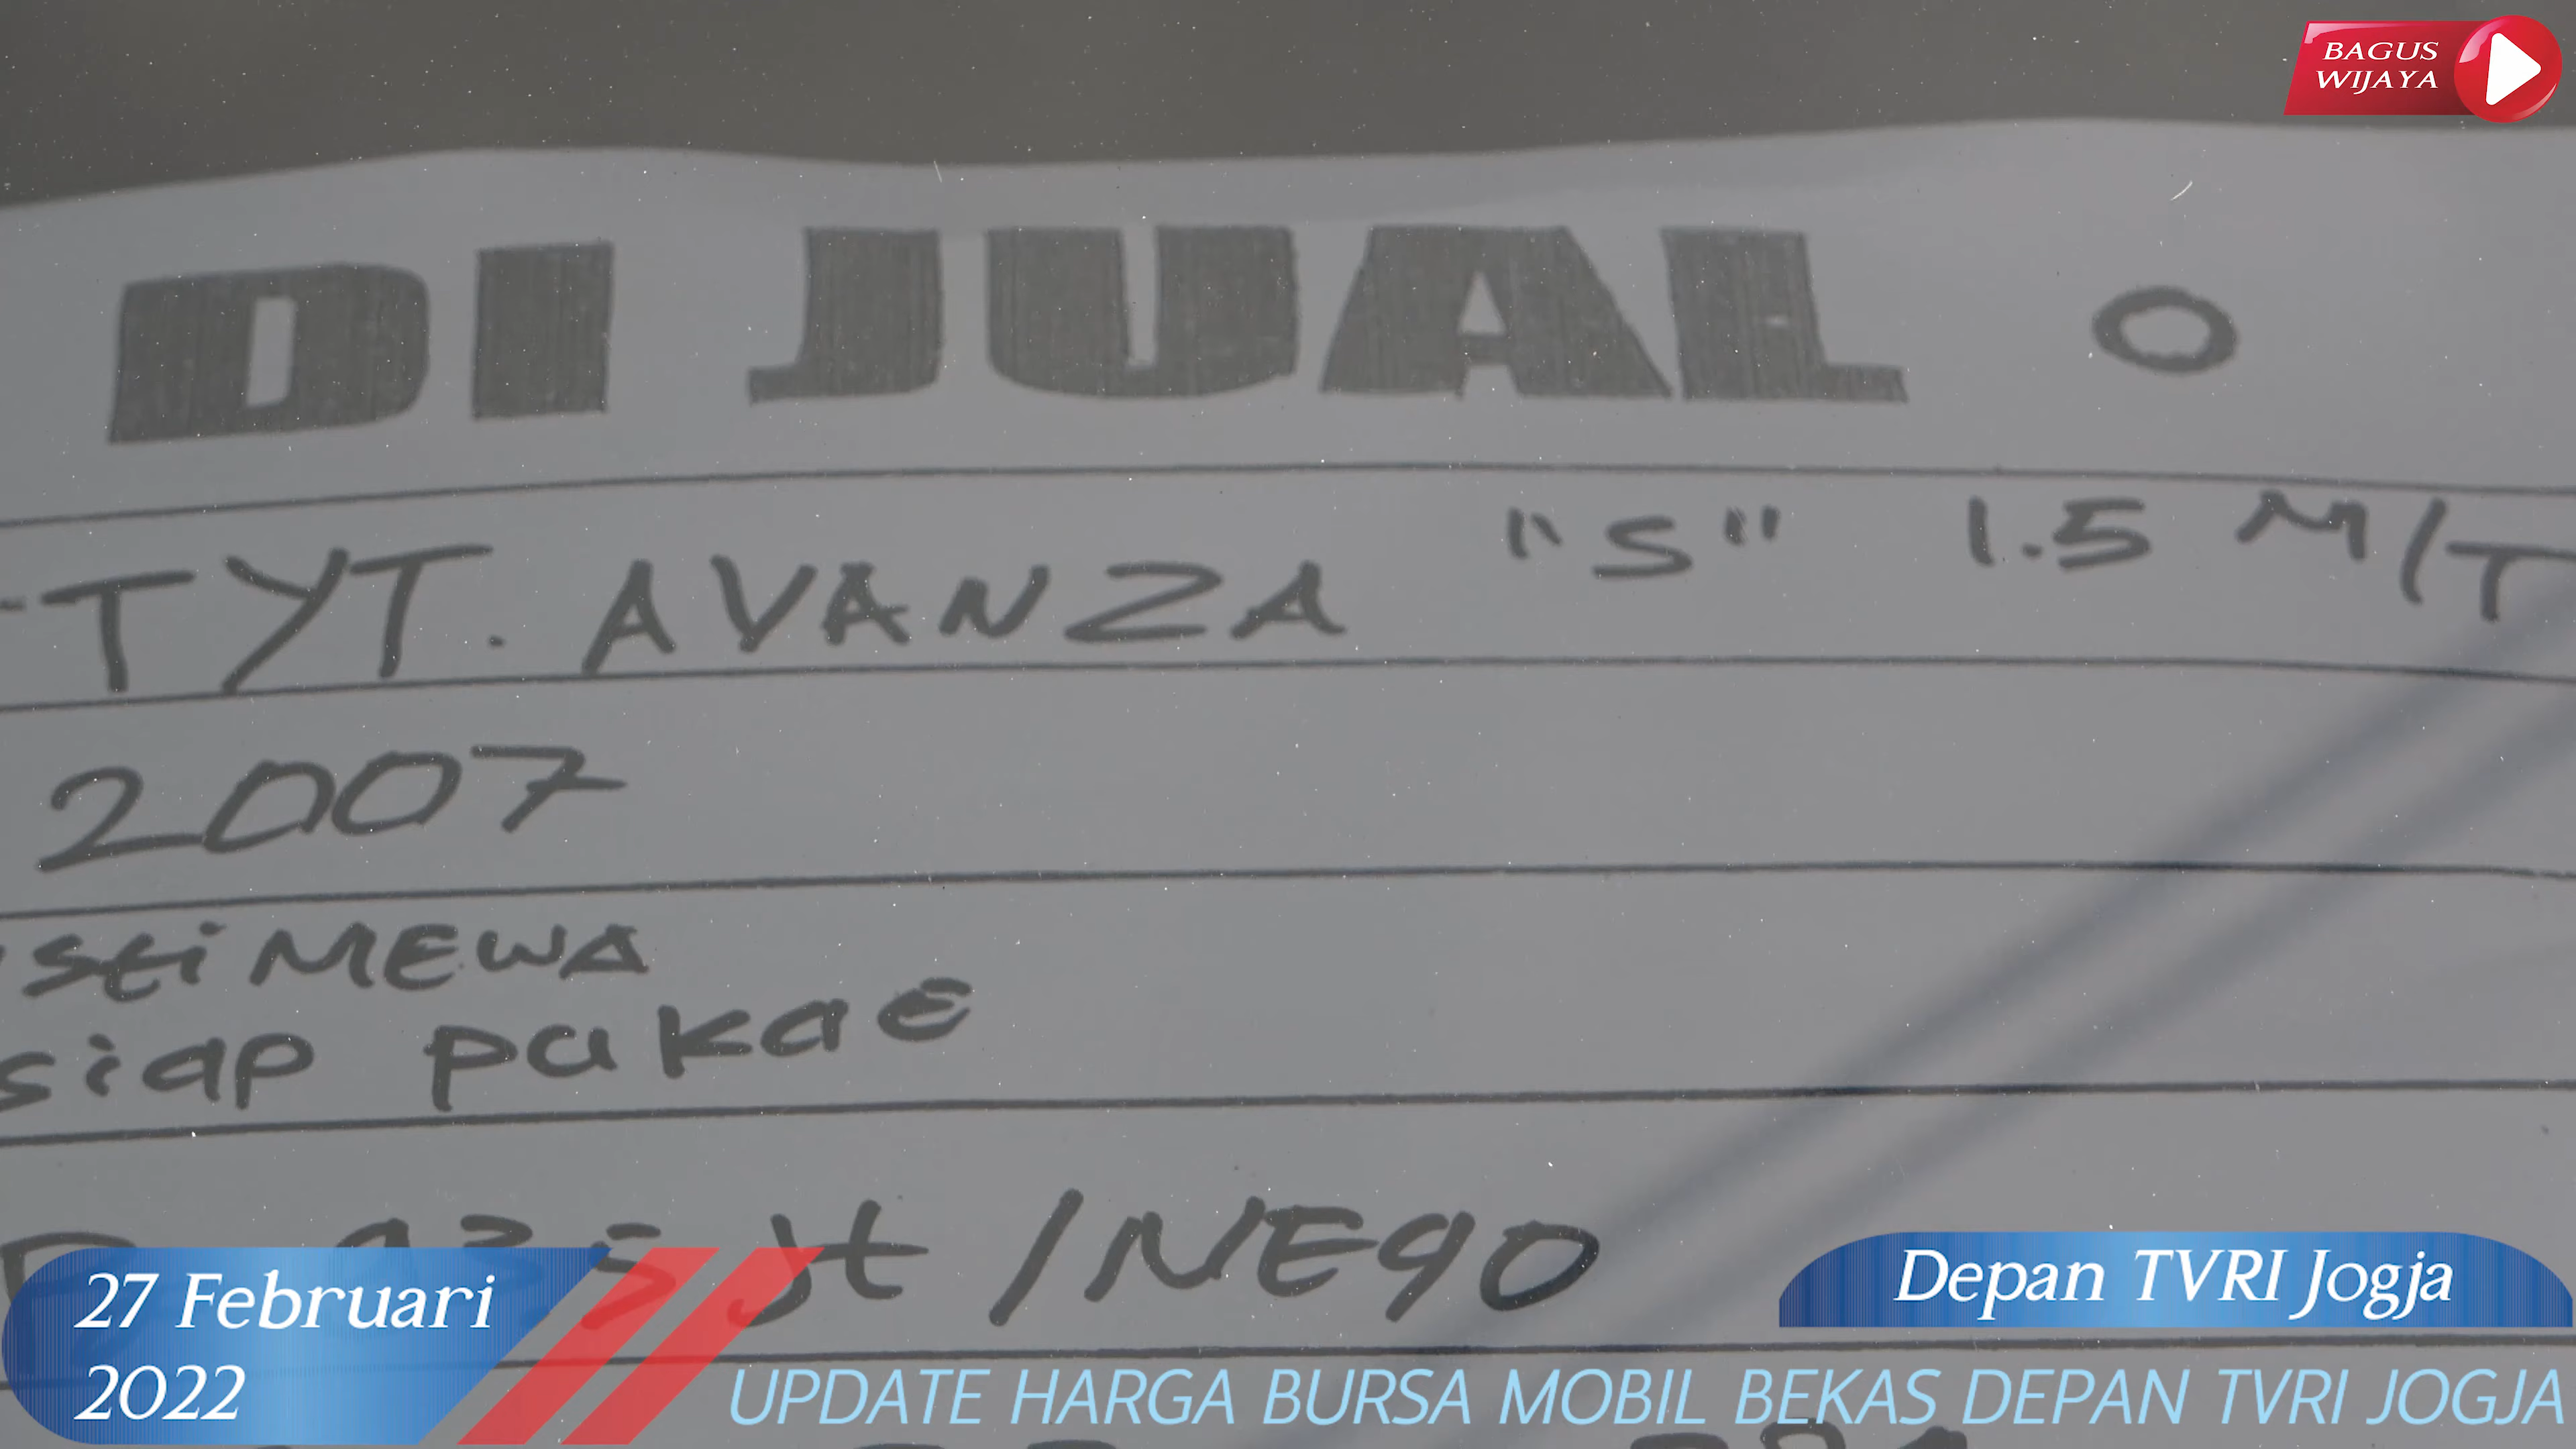 BAGUS
WIJAYA
DI JUAL
TYT. AVANZA "S" 1.5 M/T
2007
istiMEWA
siap pakae
jt / NEGO
27 Februari
2022
Depan TVRI Jogja
UPDATE HARGA BURSA MOBIL BEKAS DEPAN TVRI JOGJA